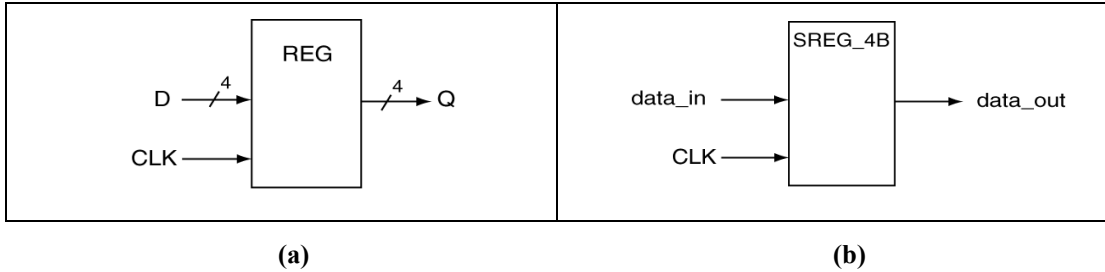 REG
D
4
4
Q
CLK
(a)
SREG_4B
data_in
data_out
CLK
(b)